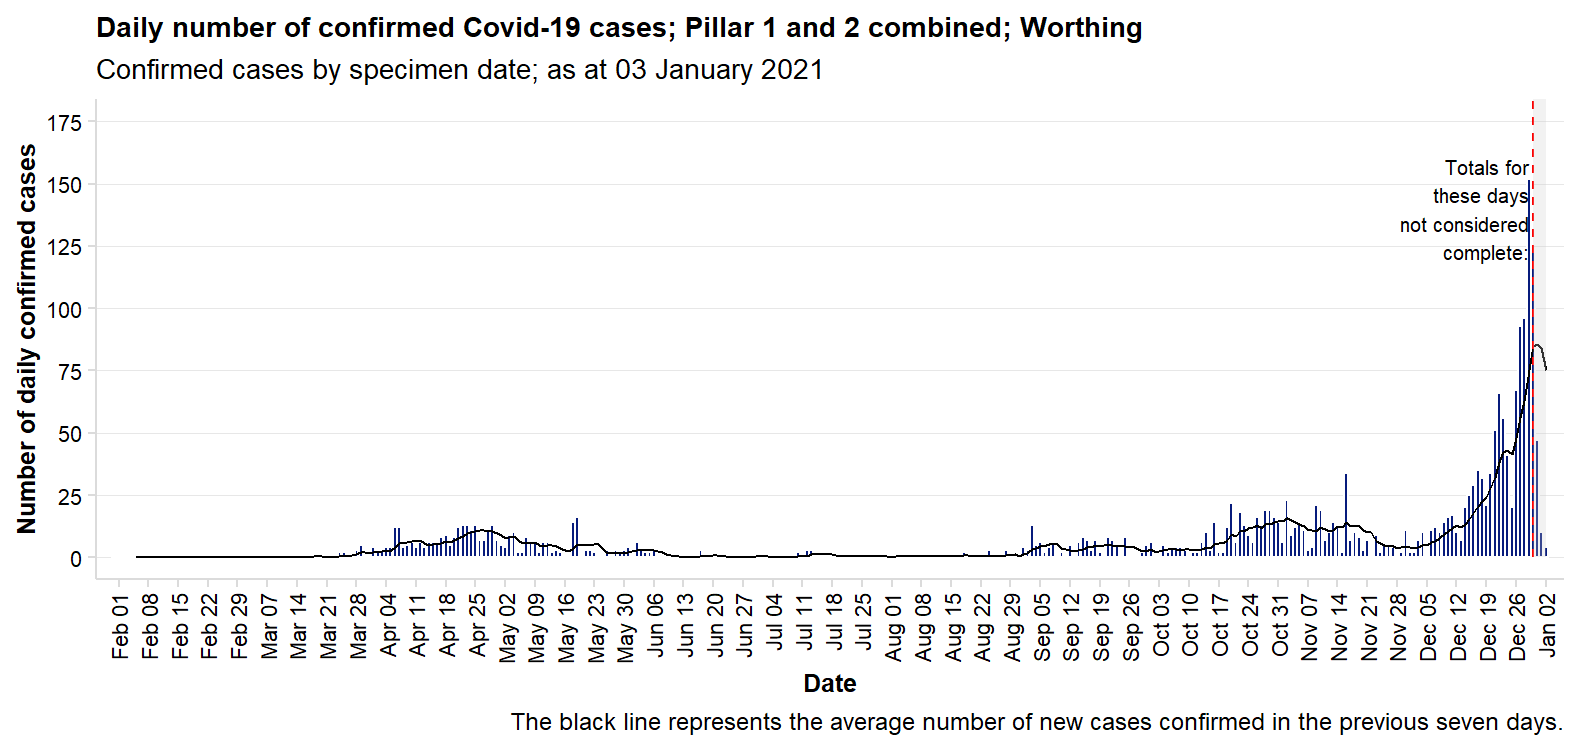 Daily number of confirmed Covid-19 cases; Pillar 1 and 2 combined; Worthing
Confirmed cases by specimen date; as at 03 January 2021
Number of daily confirmed cases
175
150
125
100
75
50
25
0
Totals for
these days
not considered
complete:
Feb 01
Feb 08
Feb 15
Feb 22
Feb 29
Mar 07
Mar 14
Mar 21
Mar 28
Apr 04
Apr 11
Apr 18
Apr 25
May 02
May 09
May 16
May 23
May 30
Jun 06
Jun 13
Jun 20
Jun 27
Jul 04
Jul 11
Jul 18
Jul 25
Aug 01
Aug 08
Aug 15
Aug 22
Aug 29
Sep 05
Sep 12
Sep 19
Sep 26
Oct 03
Oct 10
Oct 17
Oct 24
Oct 31
Nov 07
Nov 14
Nov 21
Nov 28
Dec 05
Dec 12
Dec 19
Dec 26
Jan 02
Date
The black line represents the average number of new cases confirmed in the previous seven days.